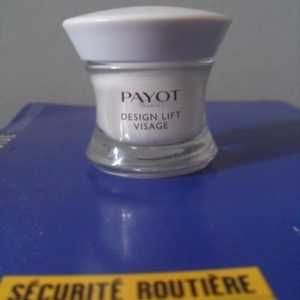 PAYOT
PARIS
DESIGN LIFT
VISAGE
SÉCURITÉ ROUTIÈRE